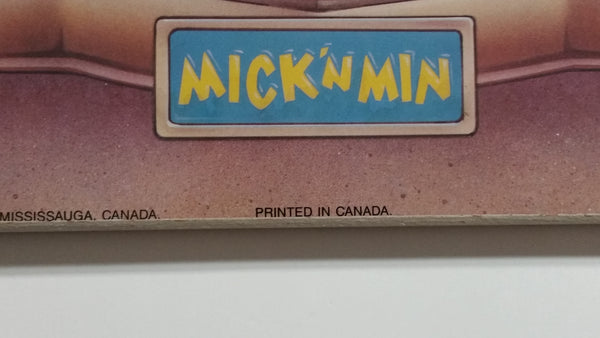 MICK'N MIN
MISSISSAUGA, CANADA.
PRINTED IN CANADA.